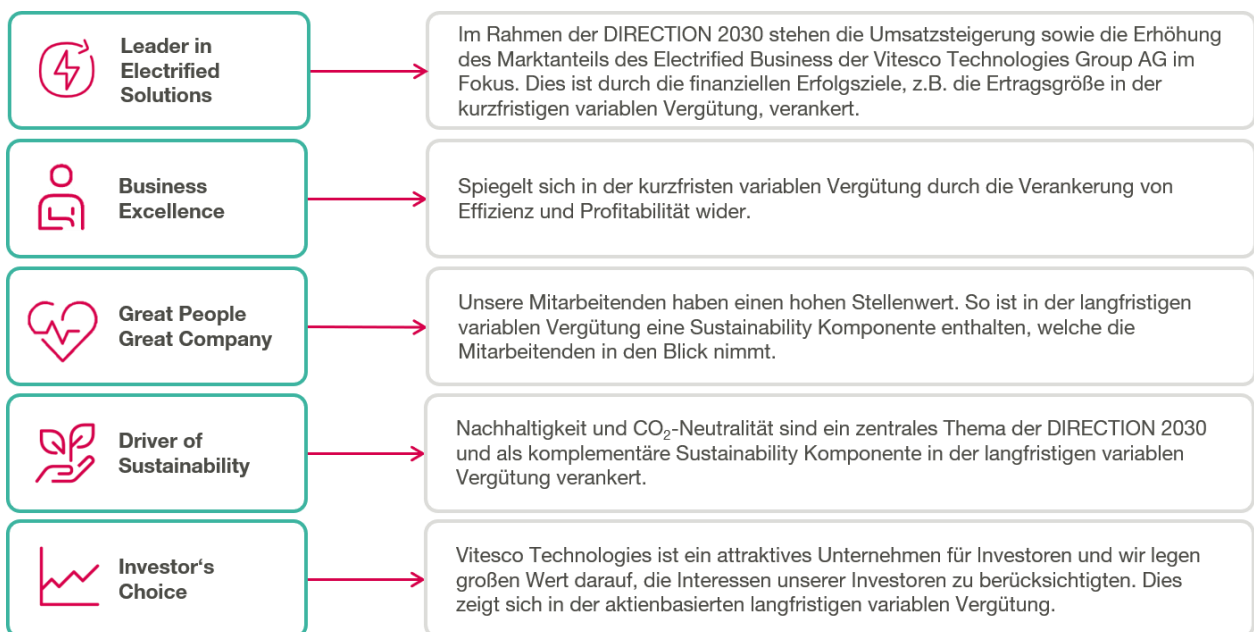 Leader in
Electrified
Solutions
Im Rahmen der DIRECTION 2030 stehen die Umsatzsteigerung sowie die Erhöhung
des Marktanteils des Electrified Business der Vitesco Technologies Group AG im
Fokus. Dies ist durch die finanziellen Erfolgsziele, z.B. die Ertragsgröße in der
kurzfristigen variablen Vergütung, verankert.
Business
Excellence
Spiegelt sich in der kurzfristen variablen Vergütung durch die Verankerung von
Effizienz und Profitabilität wider.
Great People
Great Company
Unsere Mitarbeitenden haben einen hohen Stellenwert. So ist in der langfristigen
variablen Vergütung eine Sustainability Komponente enthalten, welche die
Mitarbeitenden in den Blick nimmt.
Driver of
Sustainability
Nachhaltigkeit und CO₂-Neutralität sind ein zentrales Thema der DIRECTION 2030
und als komplementäre Sustainability Komponente in der langfristigen variablen
Vergütung verankert.
Investor‘s
Choice
Vitesco Technologies ist ein attraktives Unternehmen für Investoren und wir legen
großen Wert darauf, die Interessen unserer Investoren zu berücksichtigten. Dies
zeigt sich in der aktienbasierten langfristigen variablen Vergütung.